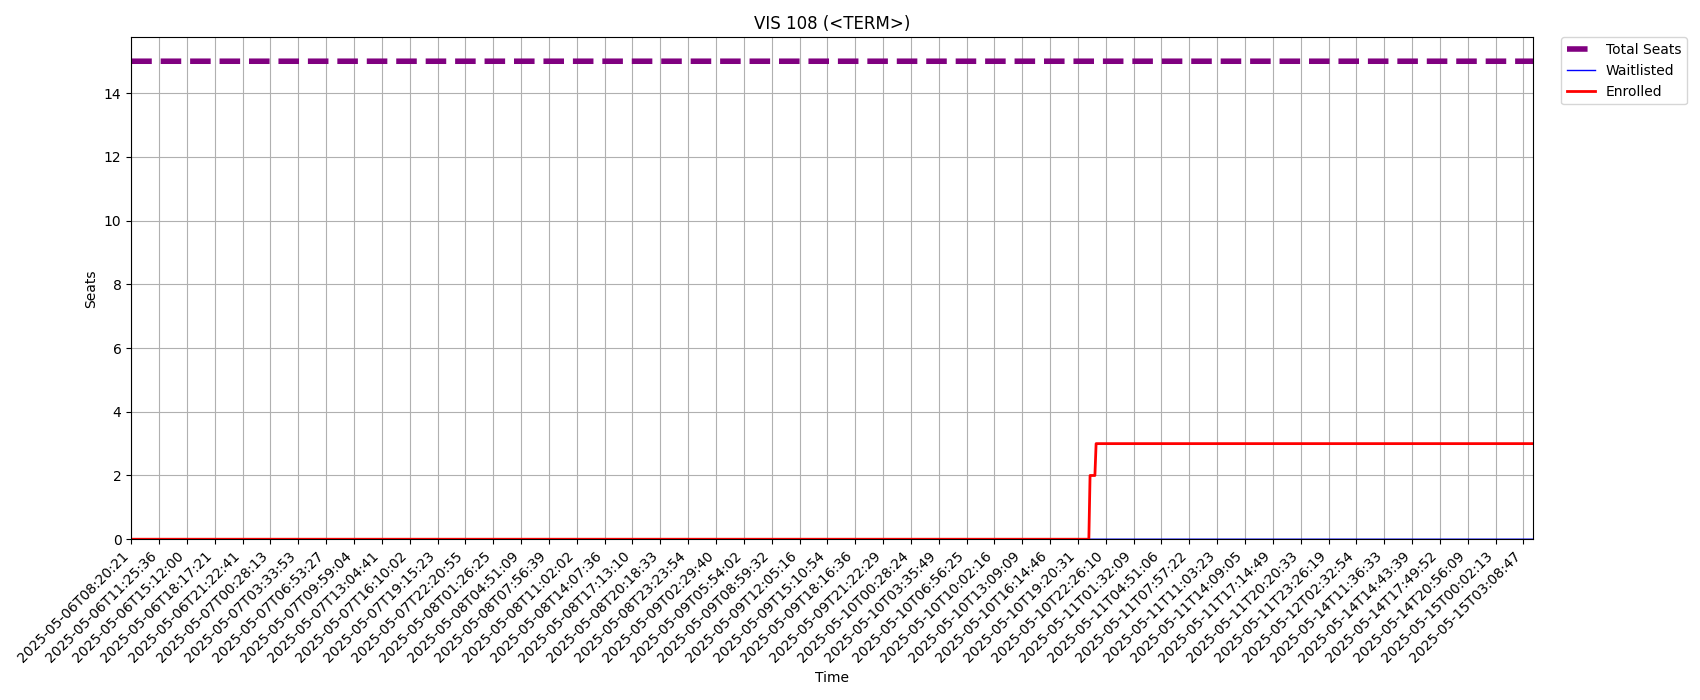 VIS 108 (<TERM>)
Total Seats
Waitlisted
Enrolled
Seats
14
12
10
8
6
4
2
0
2025-05-06T08:20:21
2025-05-06T11:25:36
2025-05-06T15:12:00
2025-05-06T18:17:21
2025-05-06T21:22:41
2025-05-07T00:28:13
2025-05-07T03:33:53
2025-05-07T06:53:27
2025-05-07T09:59:04
2025-05-07T13:04:41
2025-05-07T16:10:02
2025-05-07T19:15:23
2025-05-07T22:20:55
2025-05-08T01:26:25
2025-05-08T04:51:09
2025-05-08T07:56:39
2025-05-08T11:02:02
2025-05-08T14:07:36
2025-05-08T17:13:10
2025-05-08T20:18:33
2025-05-08T23:23:54
2025-05-09T02:29:40
2025-05-09T05:54:02
2025-05-09T08:59:32
2025-05-09T12:05:16
2025-05-09T15:10:54
2025-05-09T18:16:36
2025-05-09T21:22:29
2025-05-10T00:28:24
2025-05-10T03:35:49
2025-05-10T06:56:25
2025-05-10T10:02:16
2025-05-10T13:09:09
2025-05-10T16:14:46
2025-05-10T19:20:31
2025-05-10T22:26:10
2025-05-11T01:32:09
2025-05-11T04:51:06
2025-05-11T07:57:22
2025-05-11T11:03:23
2025-05-11T14:09:05
2025-05-11T17:14:49
2025-05-11T20:20:33
2025-05-11T23:26:19
2025-05-12T02:32:54
2025-05-14T11:36:33
2025-05-14T14:43:39
2025-05-14T17:49:52
2025-05-14T20:56:09
2025-05-15T00:02:13
2025-05-15T03:08:47
Time